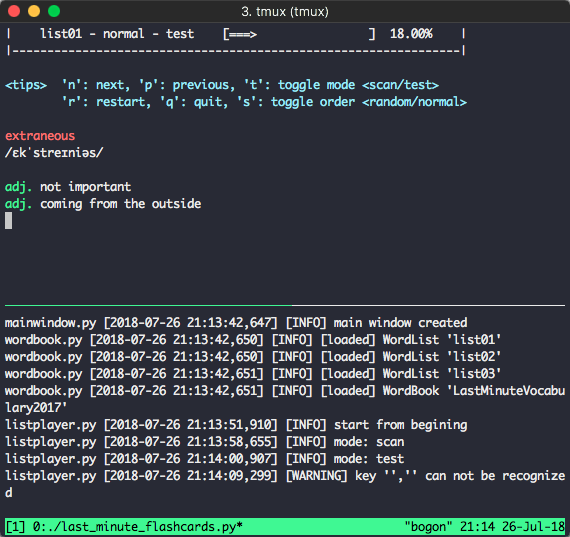 3. tmux (tmux)
|    list01 - normal - test    [===>                ]  18.00%    |
|----------------------------------------------------------------|
<tips>  'n': next, 'p': previous, 't': toggle mode <scan/test>
        'r': restart, 'q': quit, 's': toggle order <random/normal>
extraneous
/ɛkˈstreɪniəs/
adj. not important
adj. coming from the outside
mainwindow.py [2018-07-26 21:13:42,647] [INFO] main window created
wordbook.py [2018-07-26 21:13:42,650] [INFO] [loaded] WordList 'list01'
wordbook.py [2018-07-26 21:13:42,650] [INFO] [loaded] WordList 'list02'
wordbook.py [2018-07-26 21:13:42,651] [INFO] [loaded] WordList 'list03'
wordbook.py [2018-07-26 21:13:42,651] [INFO] [loaded] WordBook 'LastMinuteVocabu
lary2017'
listplayer.py [2018-07-26 21:13:51,910] [INFO] start from begining
listplayer.py [2018-07-26 21:13:58,655] [INFO] mode: scan
listplayer.py [2018-07-26 21:14:00,907] [INFO] mode: test
listplayer.py [2018-07-26 21:14:09,299] [WARNING] key '','' can not be recognize
d
[1] 0:./last_minute_flashcards.py*                       "bogon" 21:14 26-Jul-18